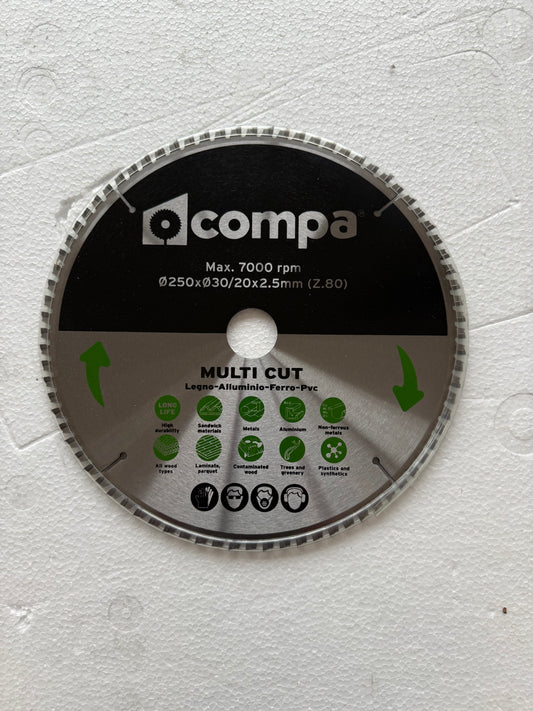 compa®
Max. 7000 rpm
Ø250xØ30/20x2.5mm (Z.80)
MULTI CUT
Legno-Alluminio-Ferro-Pvc
LONG LIFE
High durability
Sandwich materials
Metals
Aluminium
Non-ferrous metals
All wood types
Laminate, parquet
Contaminated wood
Trees and greenery
Plastics and synthetics